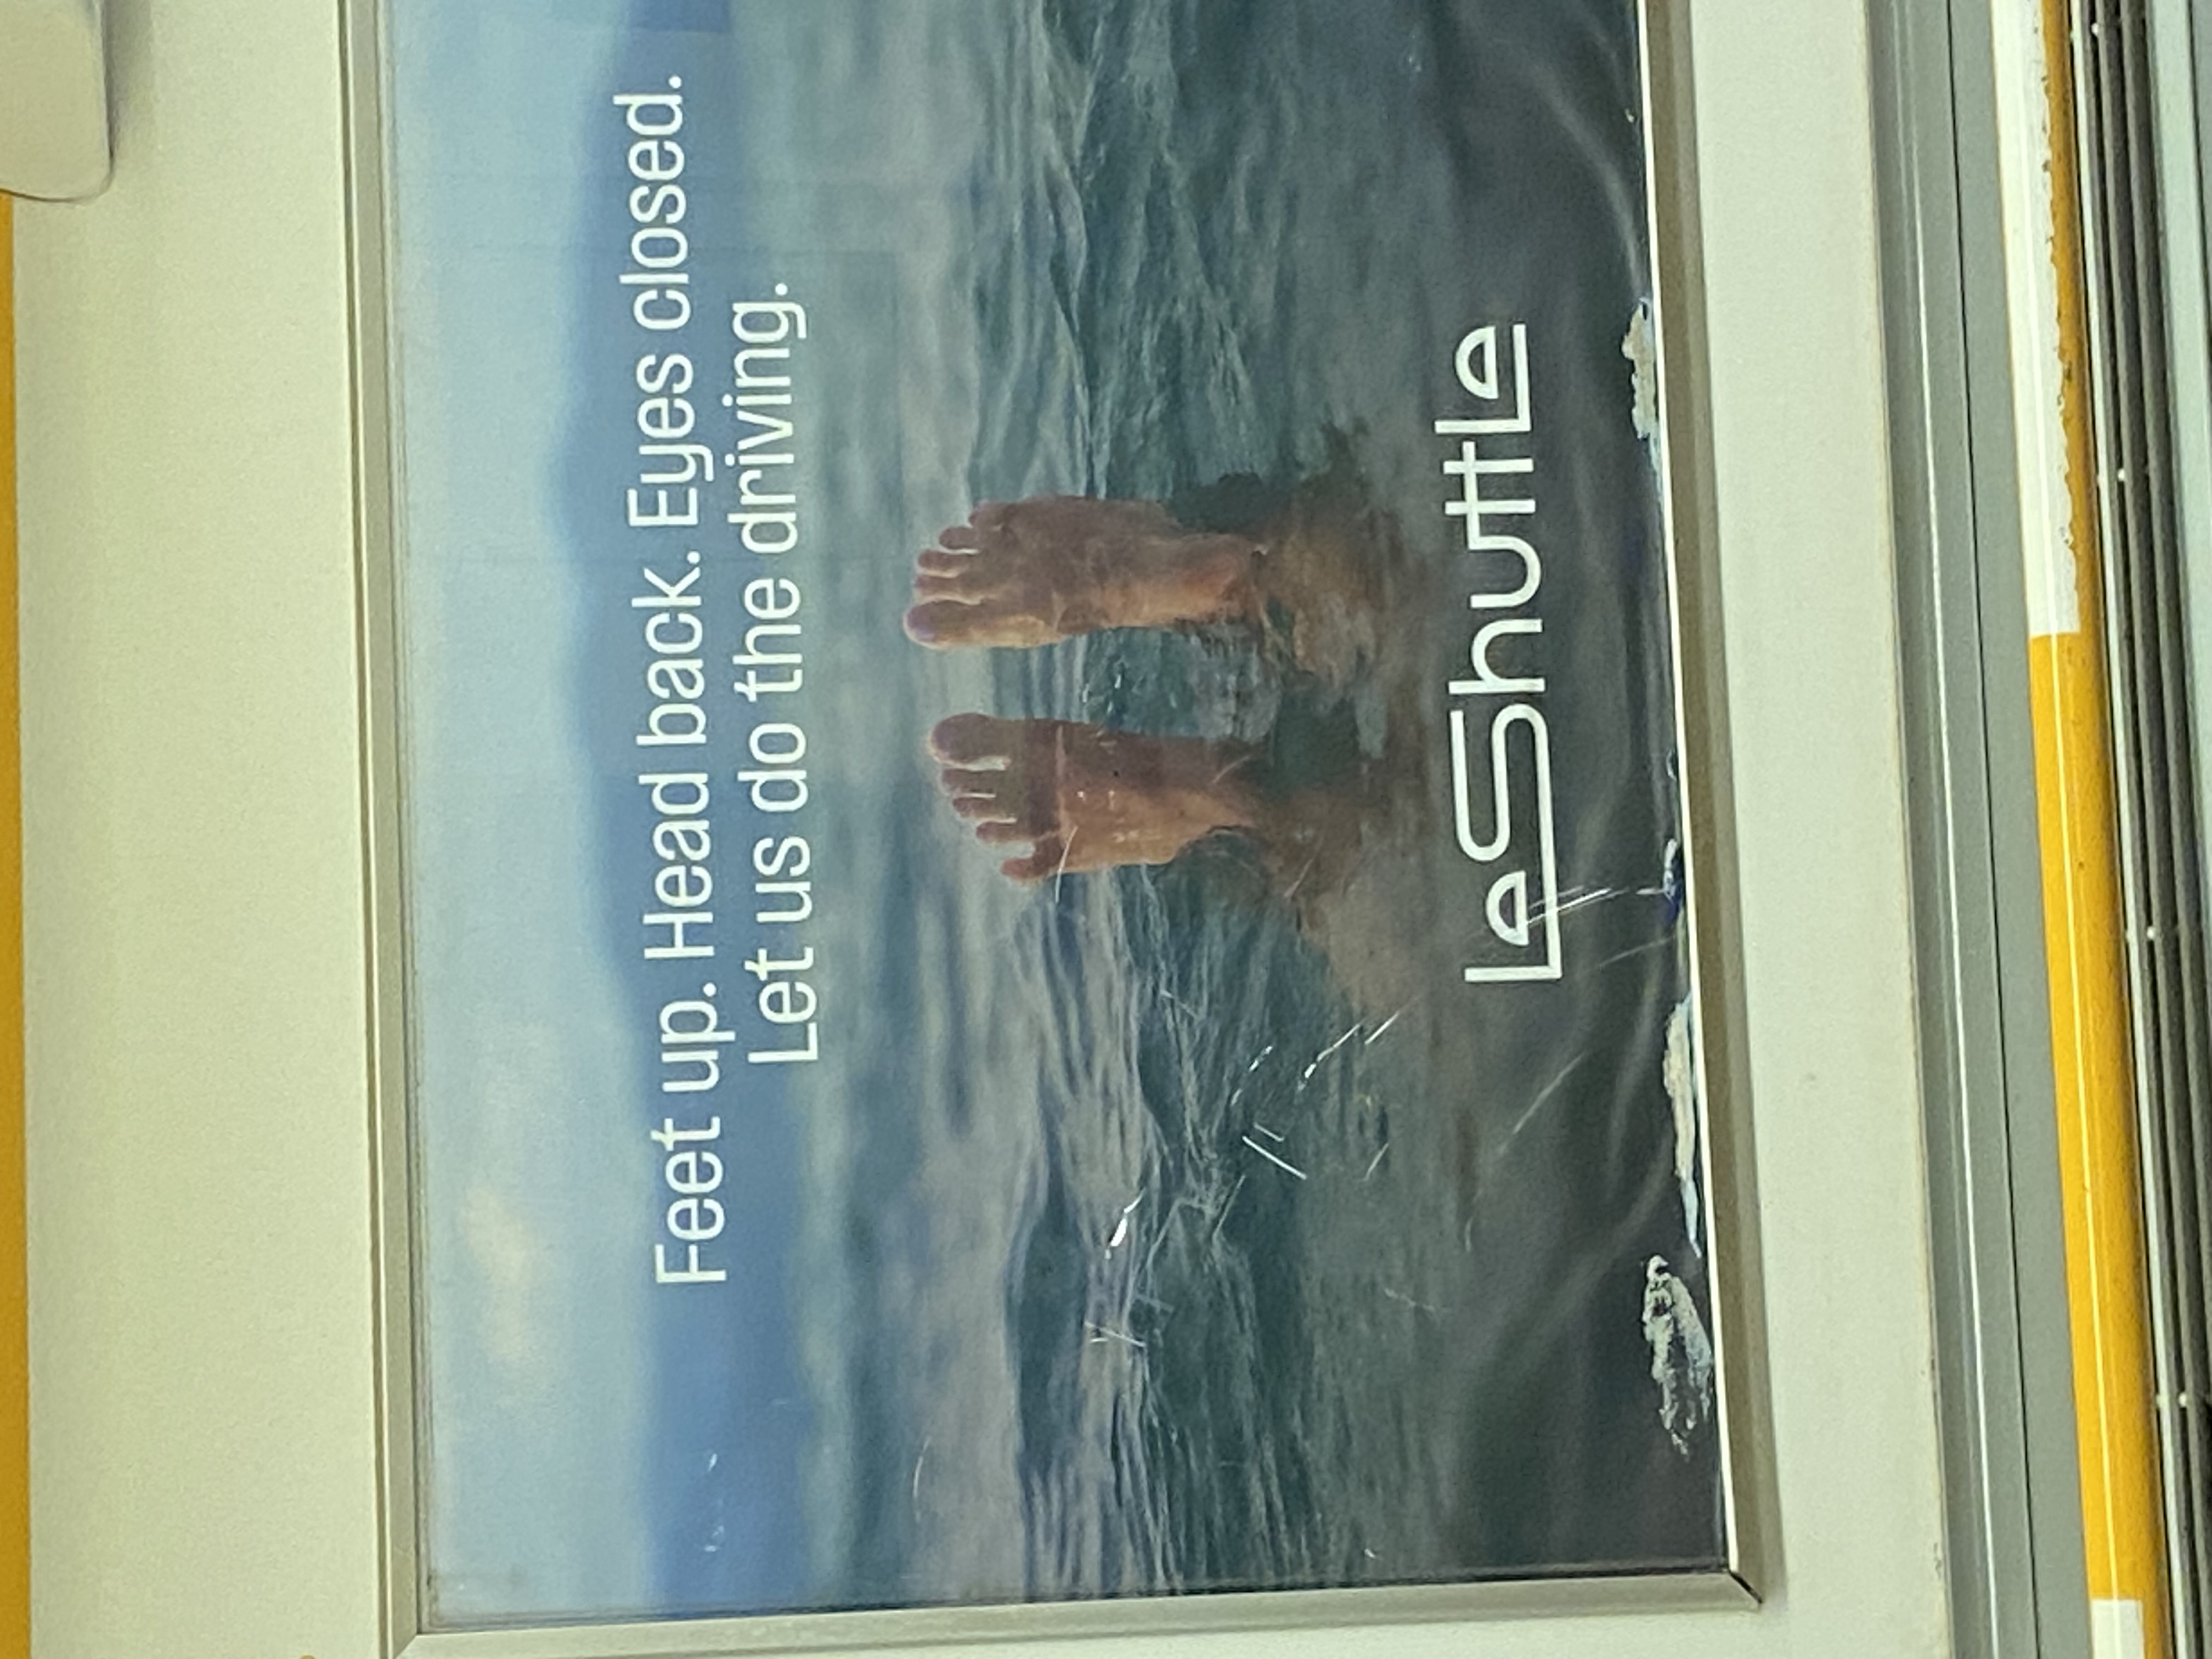 Feet up. Head back. Eyes closed.
Let us do the driving.
LeShuttle